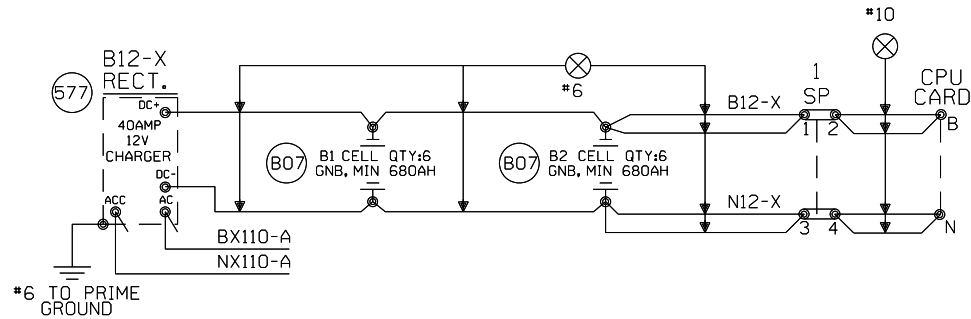 #10
B12-X
RECT.
577
DC+
40AMP
12V
CHARGER
DC-
ACC
AC
#6
B07
B1 CELL QTY:6
GNB, MIN 680AH
B07
B2 CELL QTY:6
GNB, MIN 680AH
B12-X
1
SP
1 2
CPU
CARD
B
N12-X
3 4
N
BX110-A
NX110-A
#6 TO PRIME
GROUND